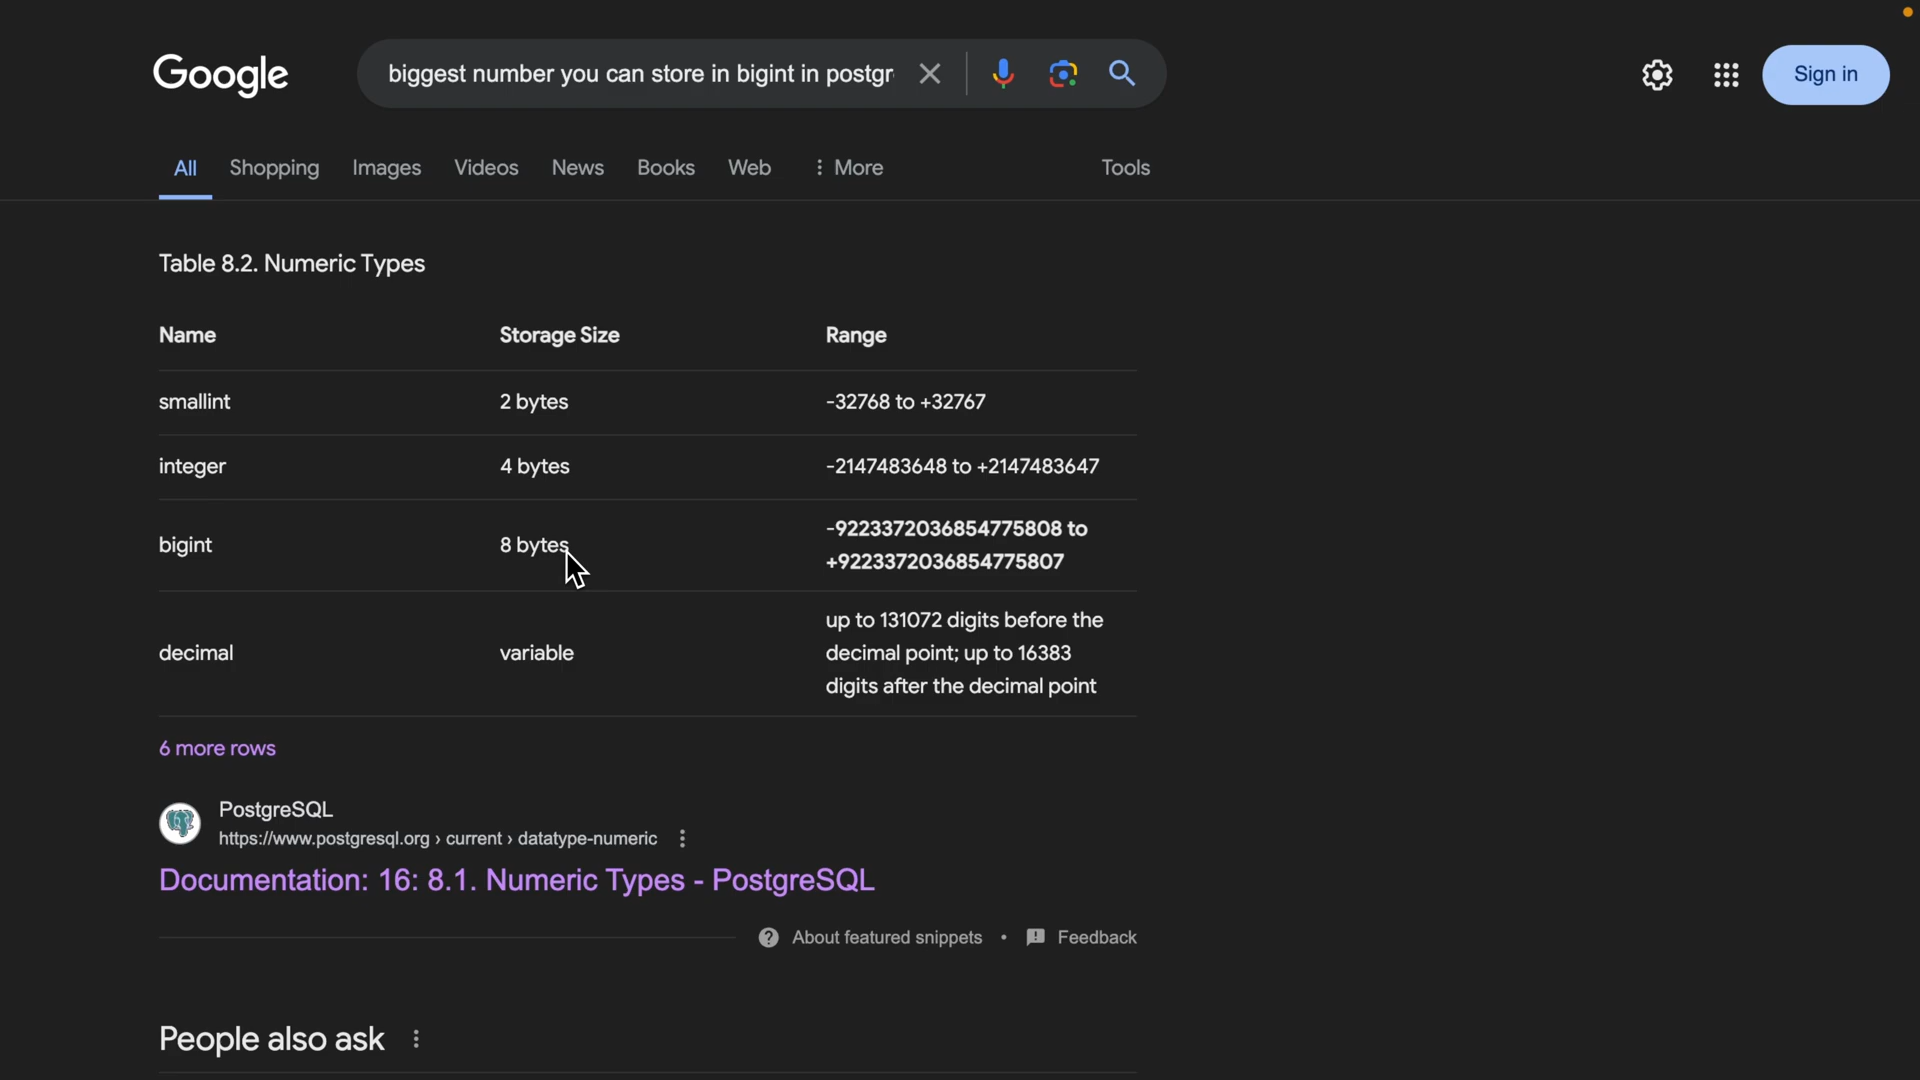 Google
biggest number you can store in bigint in postgr
Sign in
All Shopping Images Videos News Books Web More Tools
Table 8.2. Numeric Types
Name Storage Size Range
smallint 2 bytes -32768 to +32767
integer 4 bytes -2147483648 to +2147483647
bigint 8 bytes -9223372036854775808 to
+9223372036854775807
decimal variable up to 131072 digits before the
decimal point; up to 16383
digits after the decimal point
6 more rows
PostgreSQL
https://www.postgresql.org › current › datatype-numeric
Documentation: 16: 8.1. Numeric Types - PostgreSQL
About featured snippets • Feedback
People also ask